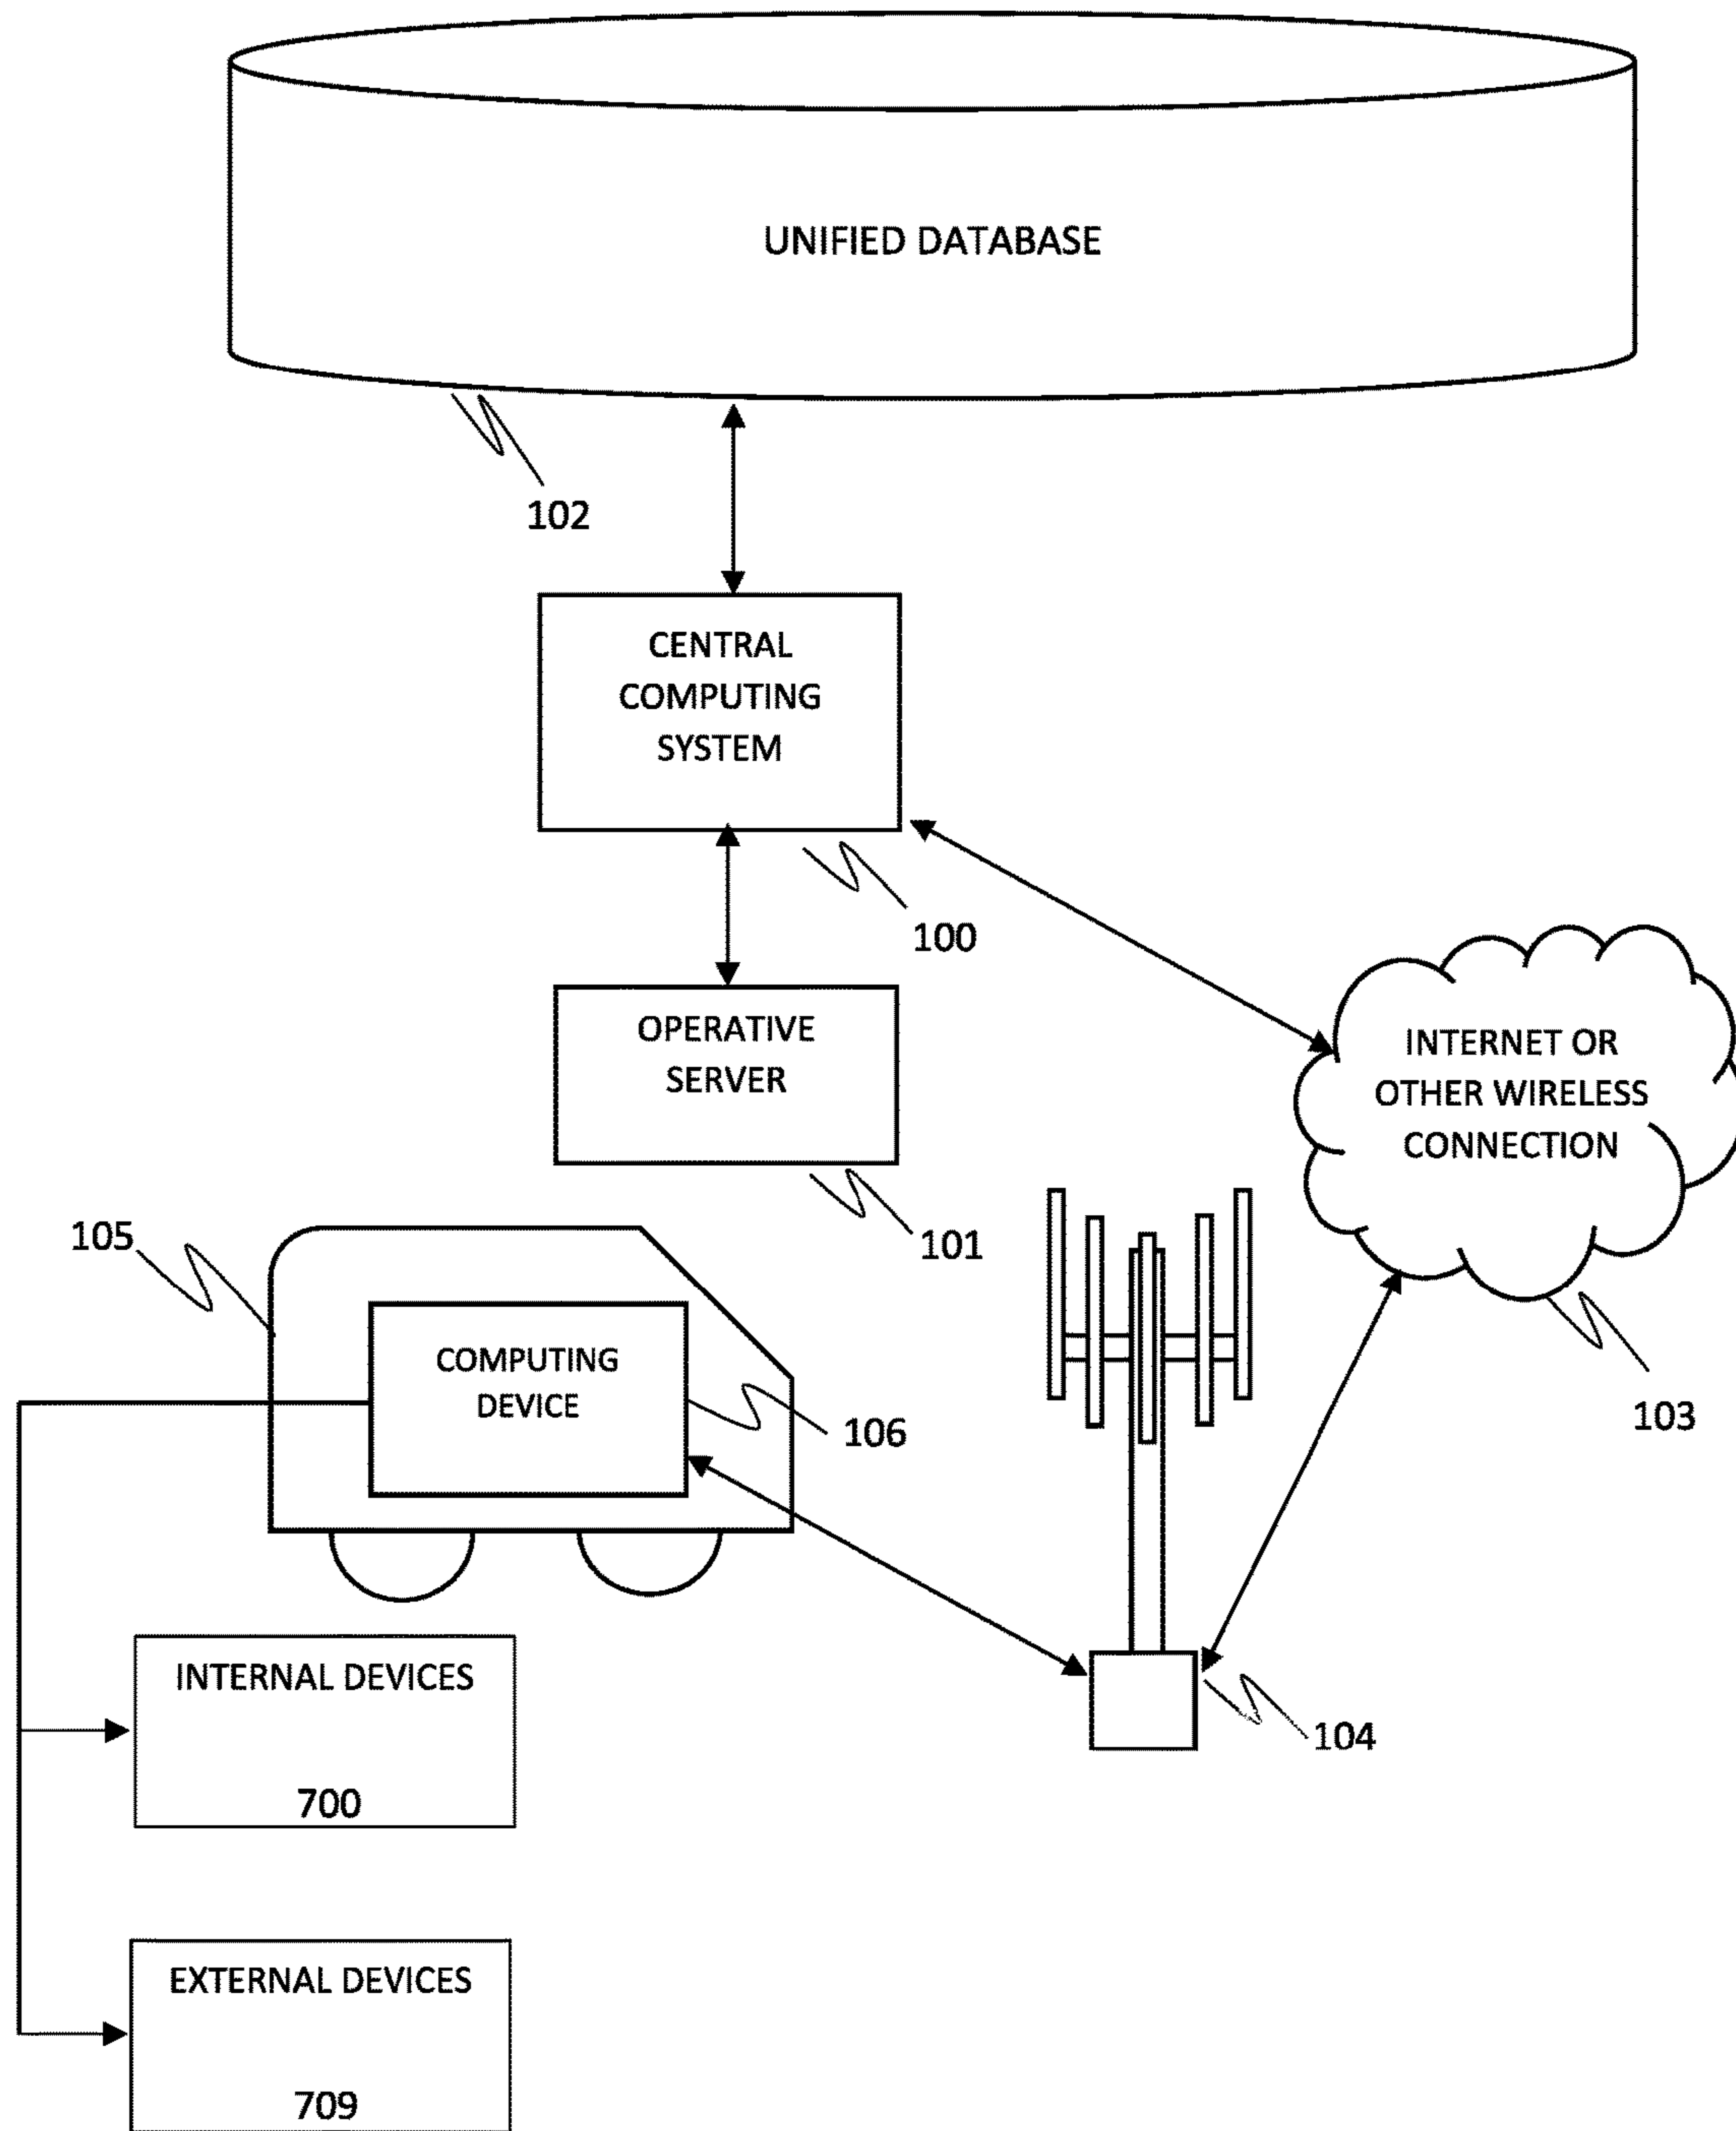 UNIFIED DATABASE
102
CENTRAL
COMPUTING
SYSTEM
100
OPERATIVE
SERVER
101
INTERNET OR
OTHER WIRELESS
CONNECTION
103
105
COMPUTING
DEVICE
106
104
INTERNAL DEVICES
700
EXTERNAL DEVICES
709